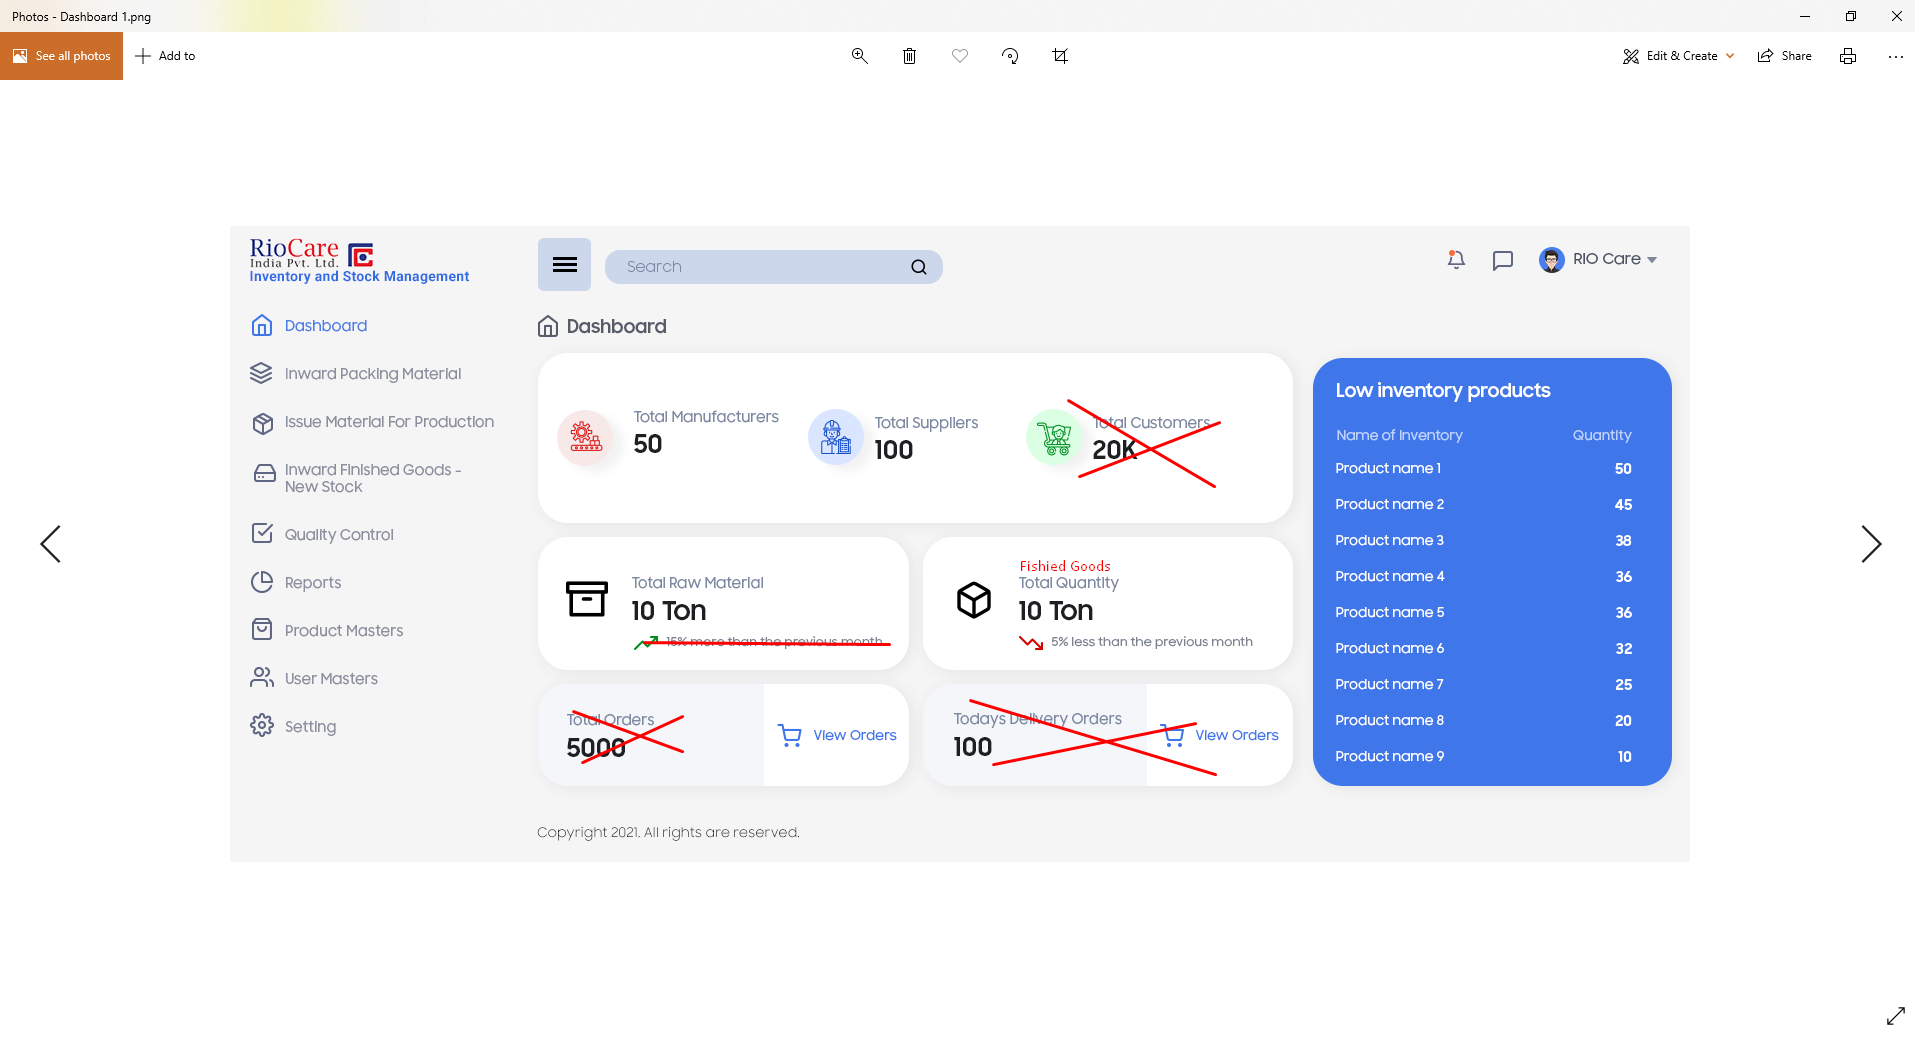 Photos - Dashboard 1.png
See all photos
Add to
Edit & Create
Share
RioCare
India Pvt. Ltd.
Inventory and Stock Management
Search
RIO Care
Dashboard
Inward Packing Material
Issue Material For Production
Inward Finished Goods -
New Stock
Quality Control
Reports
Product Masters
User Masters
Setting
Dashboard
Total Manufacturers
50
Total Suppliers
100
Total Customers
20K
Total Raw Material
10 Ton
15% more than the previous month
Fishied Goods
Total Quantity
10 Ton
5% less than the previous month
Total Orders
5000
View Orders
Todays Delivery Orders
100
View Orders
Low inventory products
Name of Inventory Quantity
Product name 1 50
Product name 2 45
Product name 3 38
Product name 4 36
Product name 5 36
Product name 6 32
Product name 7 25
Product name 8 20
Product name 9 10
Copyright 2021. All rights are reserved.